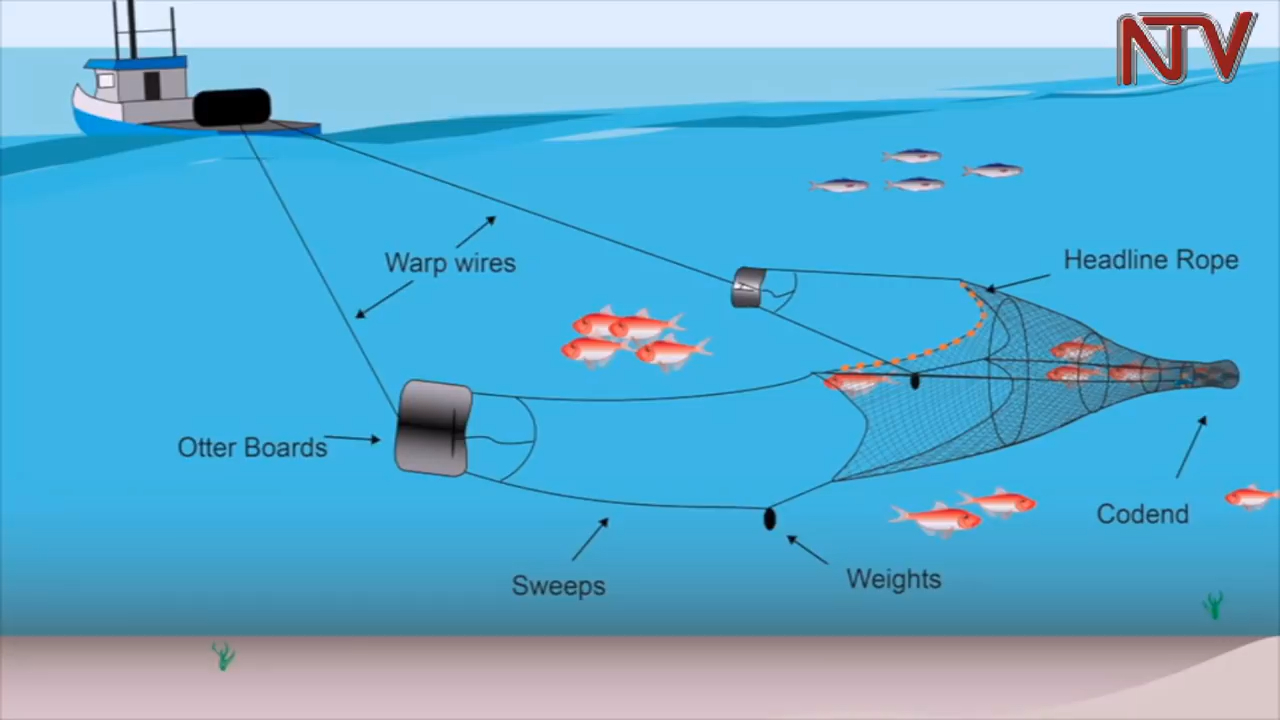 NTV
Warp wires
Headline Rope
Otter Boards
Codend
Sweeps
Weights